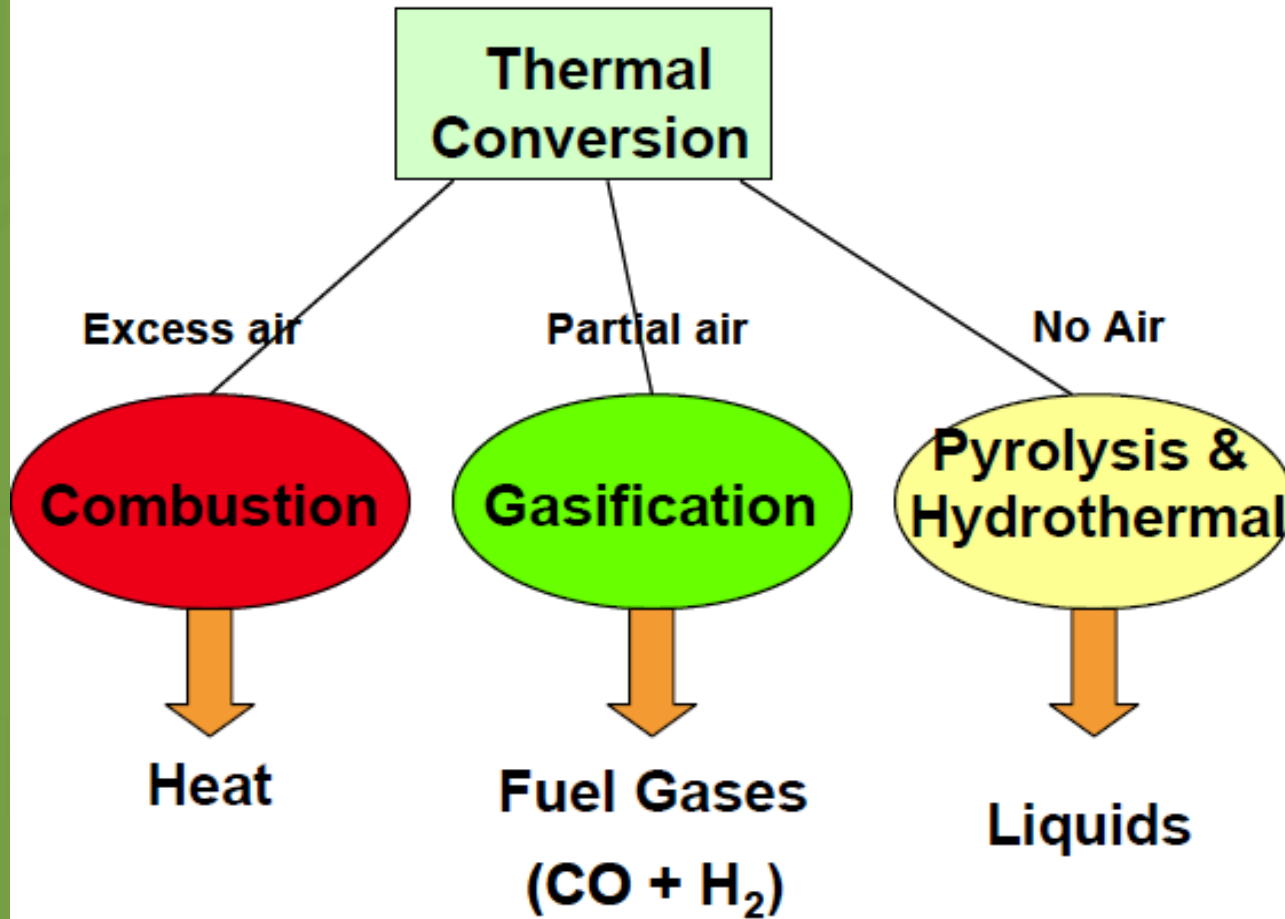 Thermal
Conversion
Excess air
Partial air
No Air
Combustion
Gasification
Pyrolysis &
Hydrothermal
Heat
Fuel Gases
(CO + H₂)
Liquids